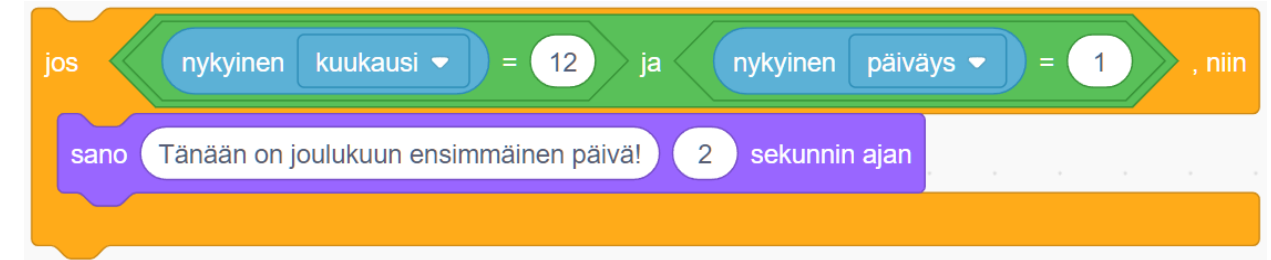 jos nykyinen kuukausi = 12 ja nykyinen päiväys = 1 , niin
sano Tänään on joulukuun ensimmäinen päivä! 2 sekunnin ajan